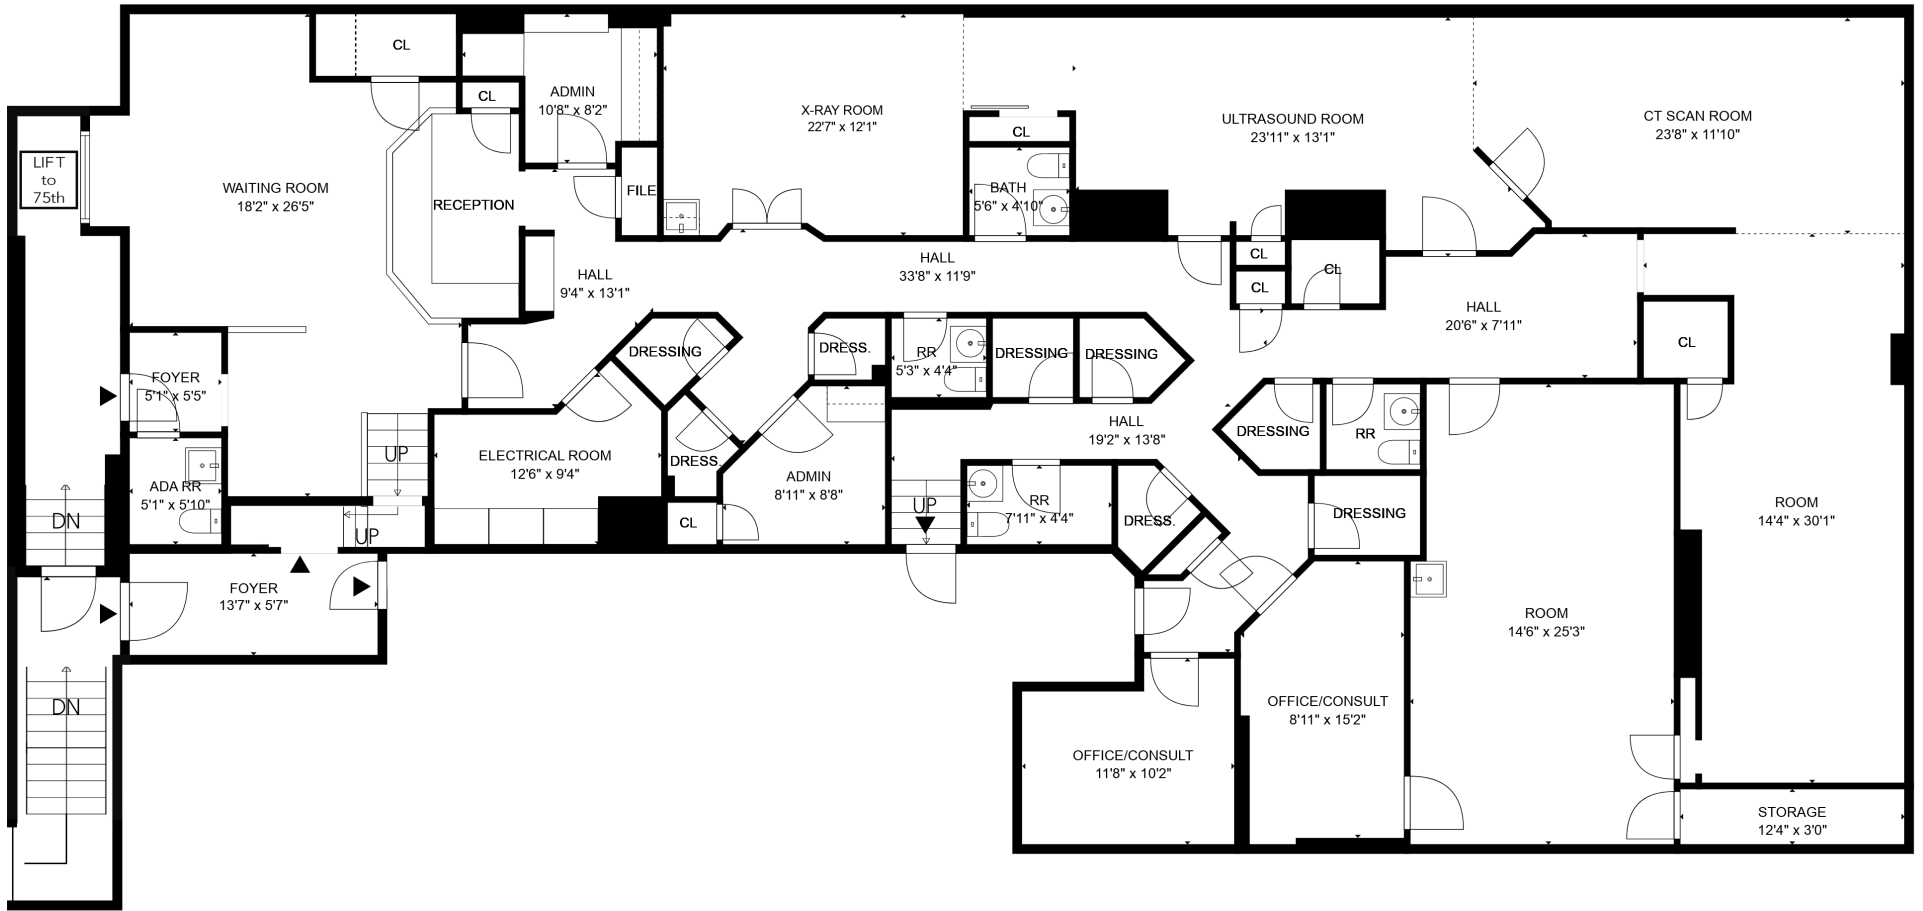 CL
CL
ADMIN
10'8" x 8'2"
X-RAY ROOM
22'7" x 12'1"
CL
ULTRASOUND ROOM
23'11" x 13'1"
CT SCAN ROOM
23'8" x 11'10"
LIFT
to
75th
WAITING ROOM
18'2" x 26'5"
RECEPTION
FILE
BATH
5'6" x 4'10"
HALL
9'4" x 13'1"
HALL
33'8" x 11'9"
CL
CL
CL
HALL
20'6" x 7'11"
CL
FOYER
5'1" x 5'5"
DRESSING
DRESS.
RR
5'3" x 4'4"
DRESSING
DRESSING
HALL
19'2" x 13'8"
DRESSING
RR
UP
ELECTRICAL ROOM
12'6" x 9'4"
DRESS.
ADMIN
8'11" x 8'8"
ADA RR
5'1" x 5'10"
UP
RR
7'11" x 4'4"
DRESS.
DRESSING
ROOM
14'4" x 30'1"
DN
UP
CL
FOYER
13'7" x 5'7"
ROOM
14'6" x 25'3"
DN
OFFICE/CONSULT
8'11" x 15'2"
OFFICE/CONSULT
11'8" x 10'2"
STORAGE
12'4" x 3'0"